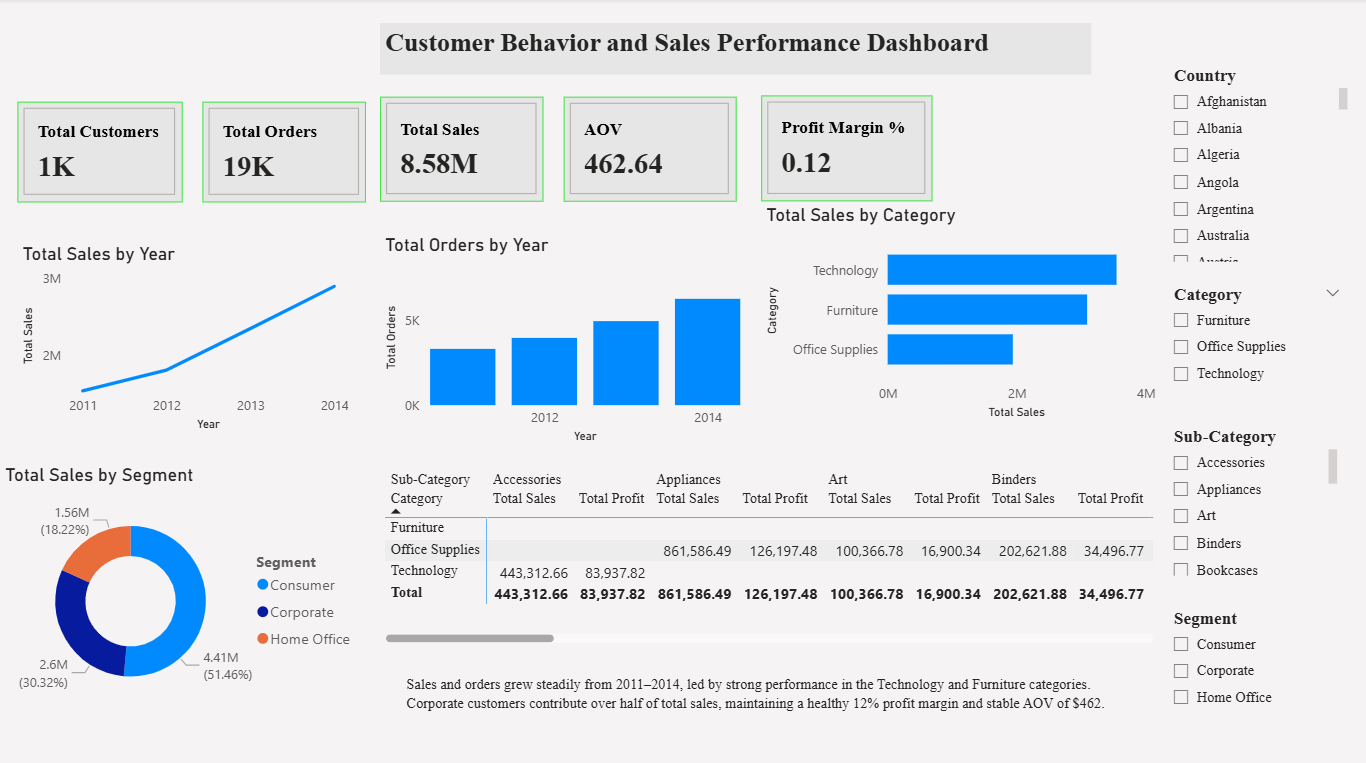 Customer Behavior and Sales Performance Dashboard
Total Customers
1K
Total Orders
19K
Total Sales
8.58M
AOV
462.64
Profit Margin %
0.12
Total Sales by Year
3M
2M
Total Sales
2011 2012 2013 2014
Year
Total Orders by Year
5K
0K
Total Orders
2012 2014
Year
Total Sales by Category
Category
Technology
Furniture
Office Supplies
0M 2M 4M
Total Sales
Total Sales by Segment
1.56M
(18.22%)
2.6M
(30.32%)
4.41M
(51.46%)
Segment
Consumer
Corporate
Home Office
Sub-Category Accessories Appliances Art Binders
Category Total Sales Total Profit Total Sales Total Profit Total Sales Total Profit Total Sales Total Profit
Furniture
Office Supplies 861,586.49 126,197.48 100,366.78 16,900.34 202,621.88 34,496.77
Technology 443,312.66 83,937.82
Total 443,312.66 83,937.82 861,586.49 126,197.48 100,366.78 16,900.34 202,621.88 34,496.77
Sales and orders grew steadily from 2011–2014, led by strong performance in the Technology and Furniture categories.
Corporate customers contribute over half of total sales, maintaining a healthy 12% profit margin and stable AOV of $462.
Country
Afghanistan
Albania
Algeria
Angola
Argentina
Australia
Austria
Category
Furniture
Office Supplies
Technology
Sub-Category
Accessories
Appliances
Art
Binders
Bookcases
Segment
Consumer
Corporate
Home Office